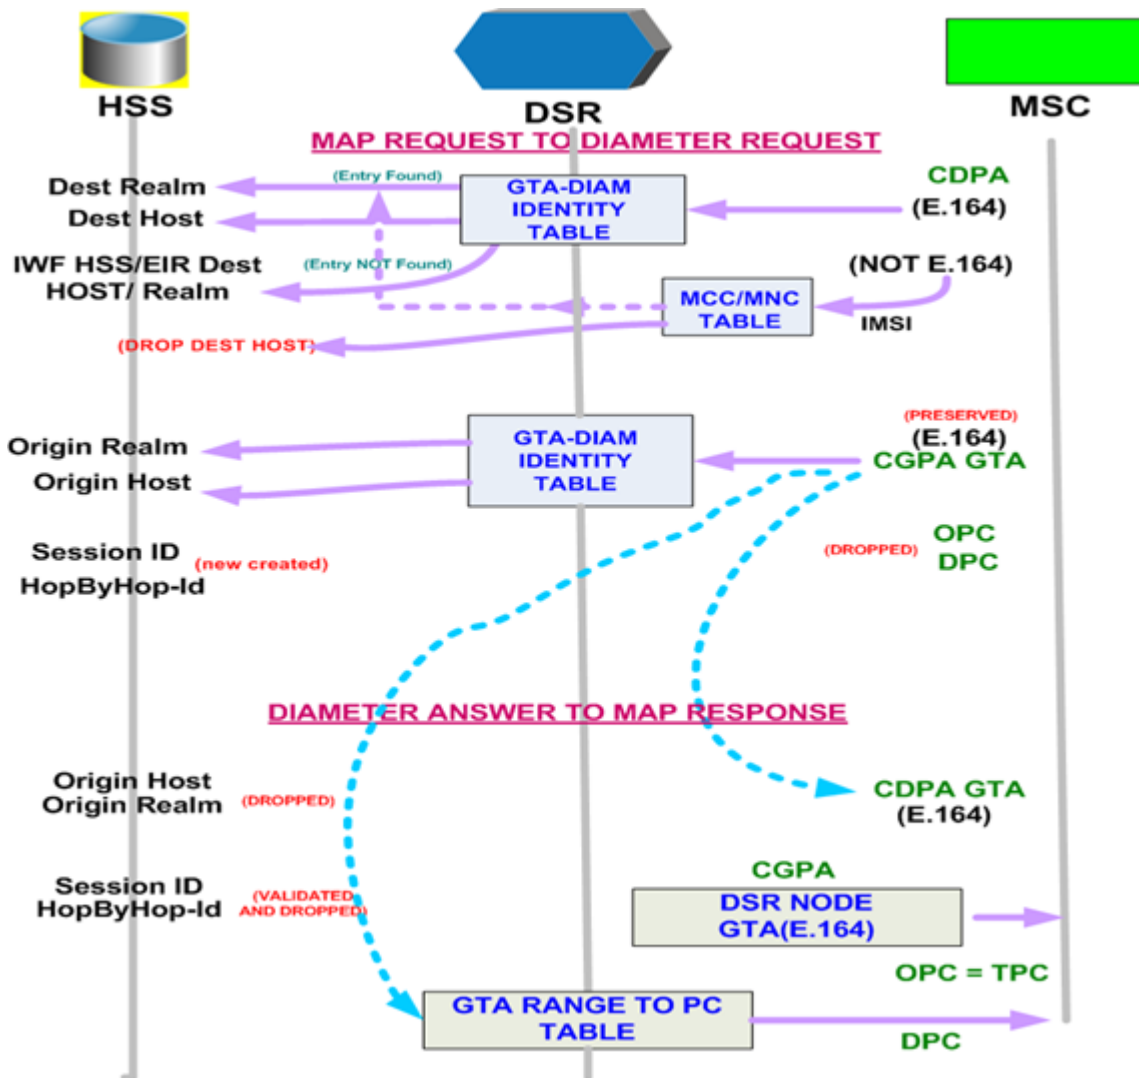 HSS
DSR
MSC
MAP REQUEST TO DIAMETER REQUEST
Dest Realm
(Entry Found)
GTA-DIAM
IDENTITY
TABLE
CDPA
(E.164)
Dest Host
IWF HSS/EIR Dest
HOST/ Realm
(Entry NOT Found)
(NOT E.164)
MCC/MNC
TABLE
IMSI
(DROP DEST HOST)
Origin Realm
Origin Host
GTA-DIAM
IDENTITY
TABLE
(PRESERVED)
(E.164)
CGPA GTA
Session ID
HopByHop-Id
(new created)
(DROPPED)
OPC
DPC
DIAMETER ANSWER TO MAP RESPONSE
Origin Host
Origin Realm
(DROPPED)
CDPA GTA
(E.164)
Session ID
HopByHop-Id
(VALIDATED
AND DROPPED)
CGPA
DSR NODE
GTA(E.164)
OPC = TPC
GTA RANGE TO PC
TABLE
DPC